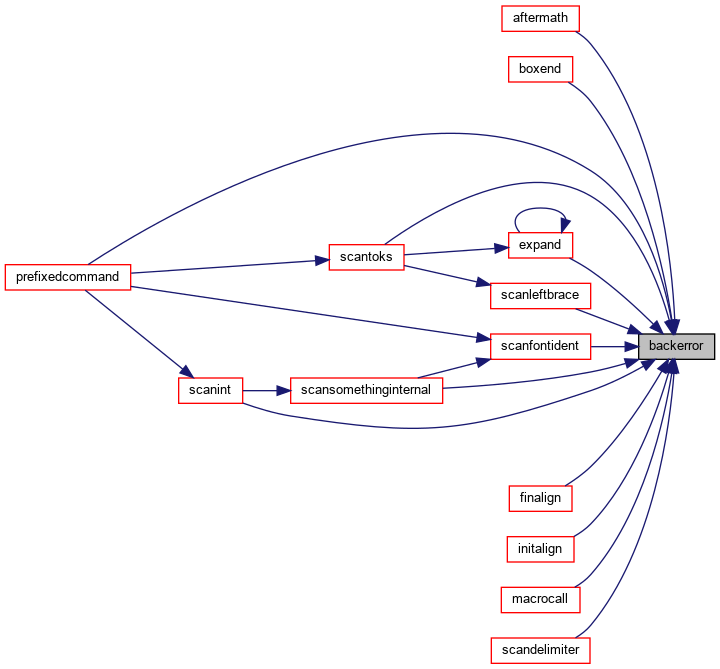 aftermath
boxend
expand
scantoks
prefixedcommand
scanleftbrace
scanfontident
backerror
scanint
scansomethinginternal
finalign
initalign
macrocall
scandelimiter